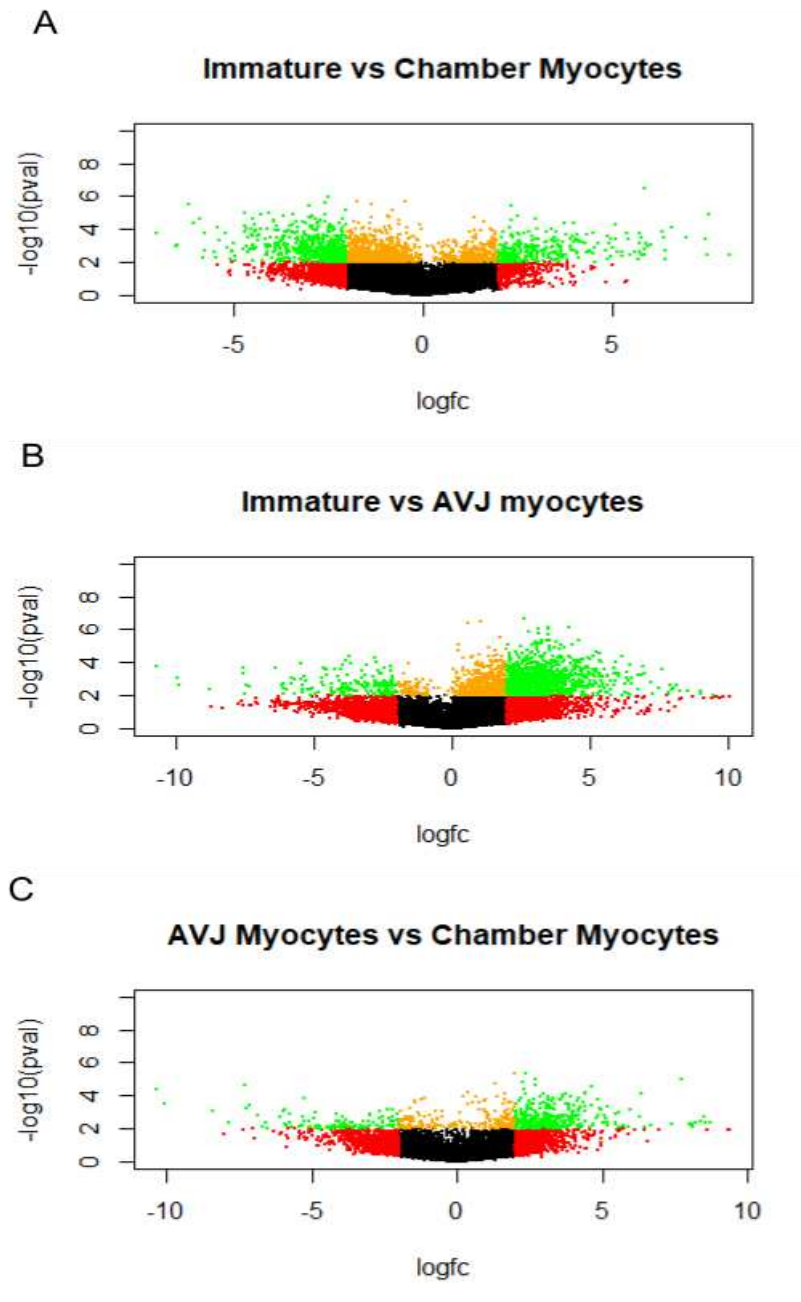 A
Immature vs Chamber Myocytes
-log10(pval)
8
6
4
2
0
-5 0 5
logfc
B
Immature vs AVJ myocytes
-log10(pval)
8
6
4
2
0
-10 -5 0 5 10
logfc
C
AVJ Myocytes vs Chamber Myocytes
-log10(pval)
8
6
4
2
0
-10 -5 0 5 10
logfc